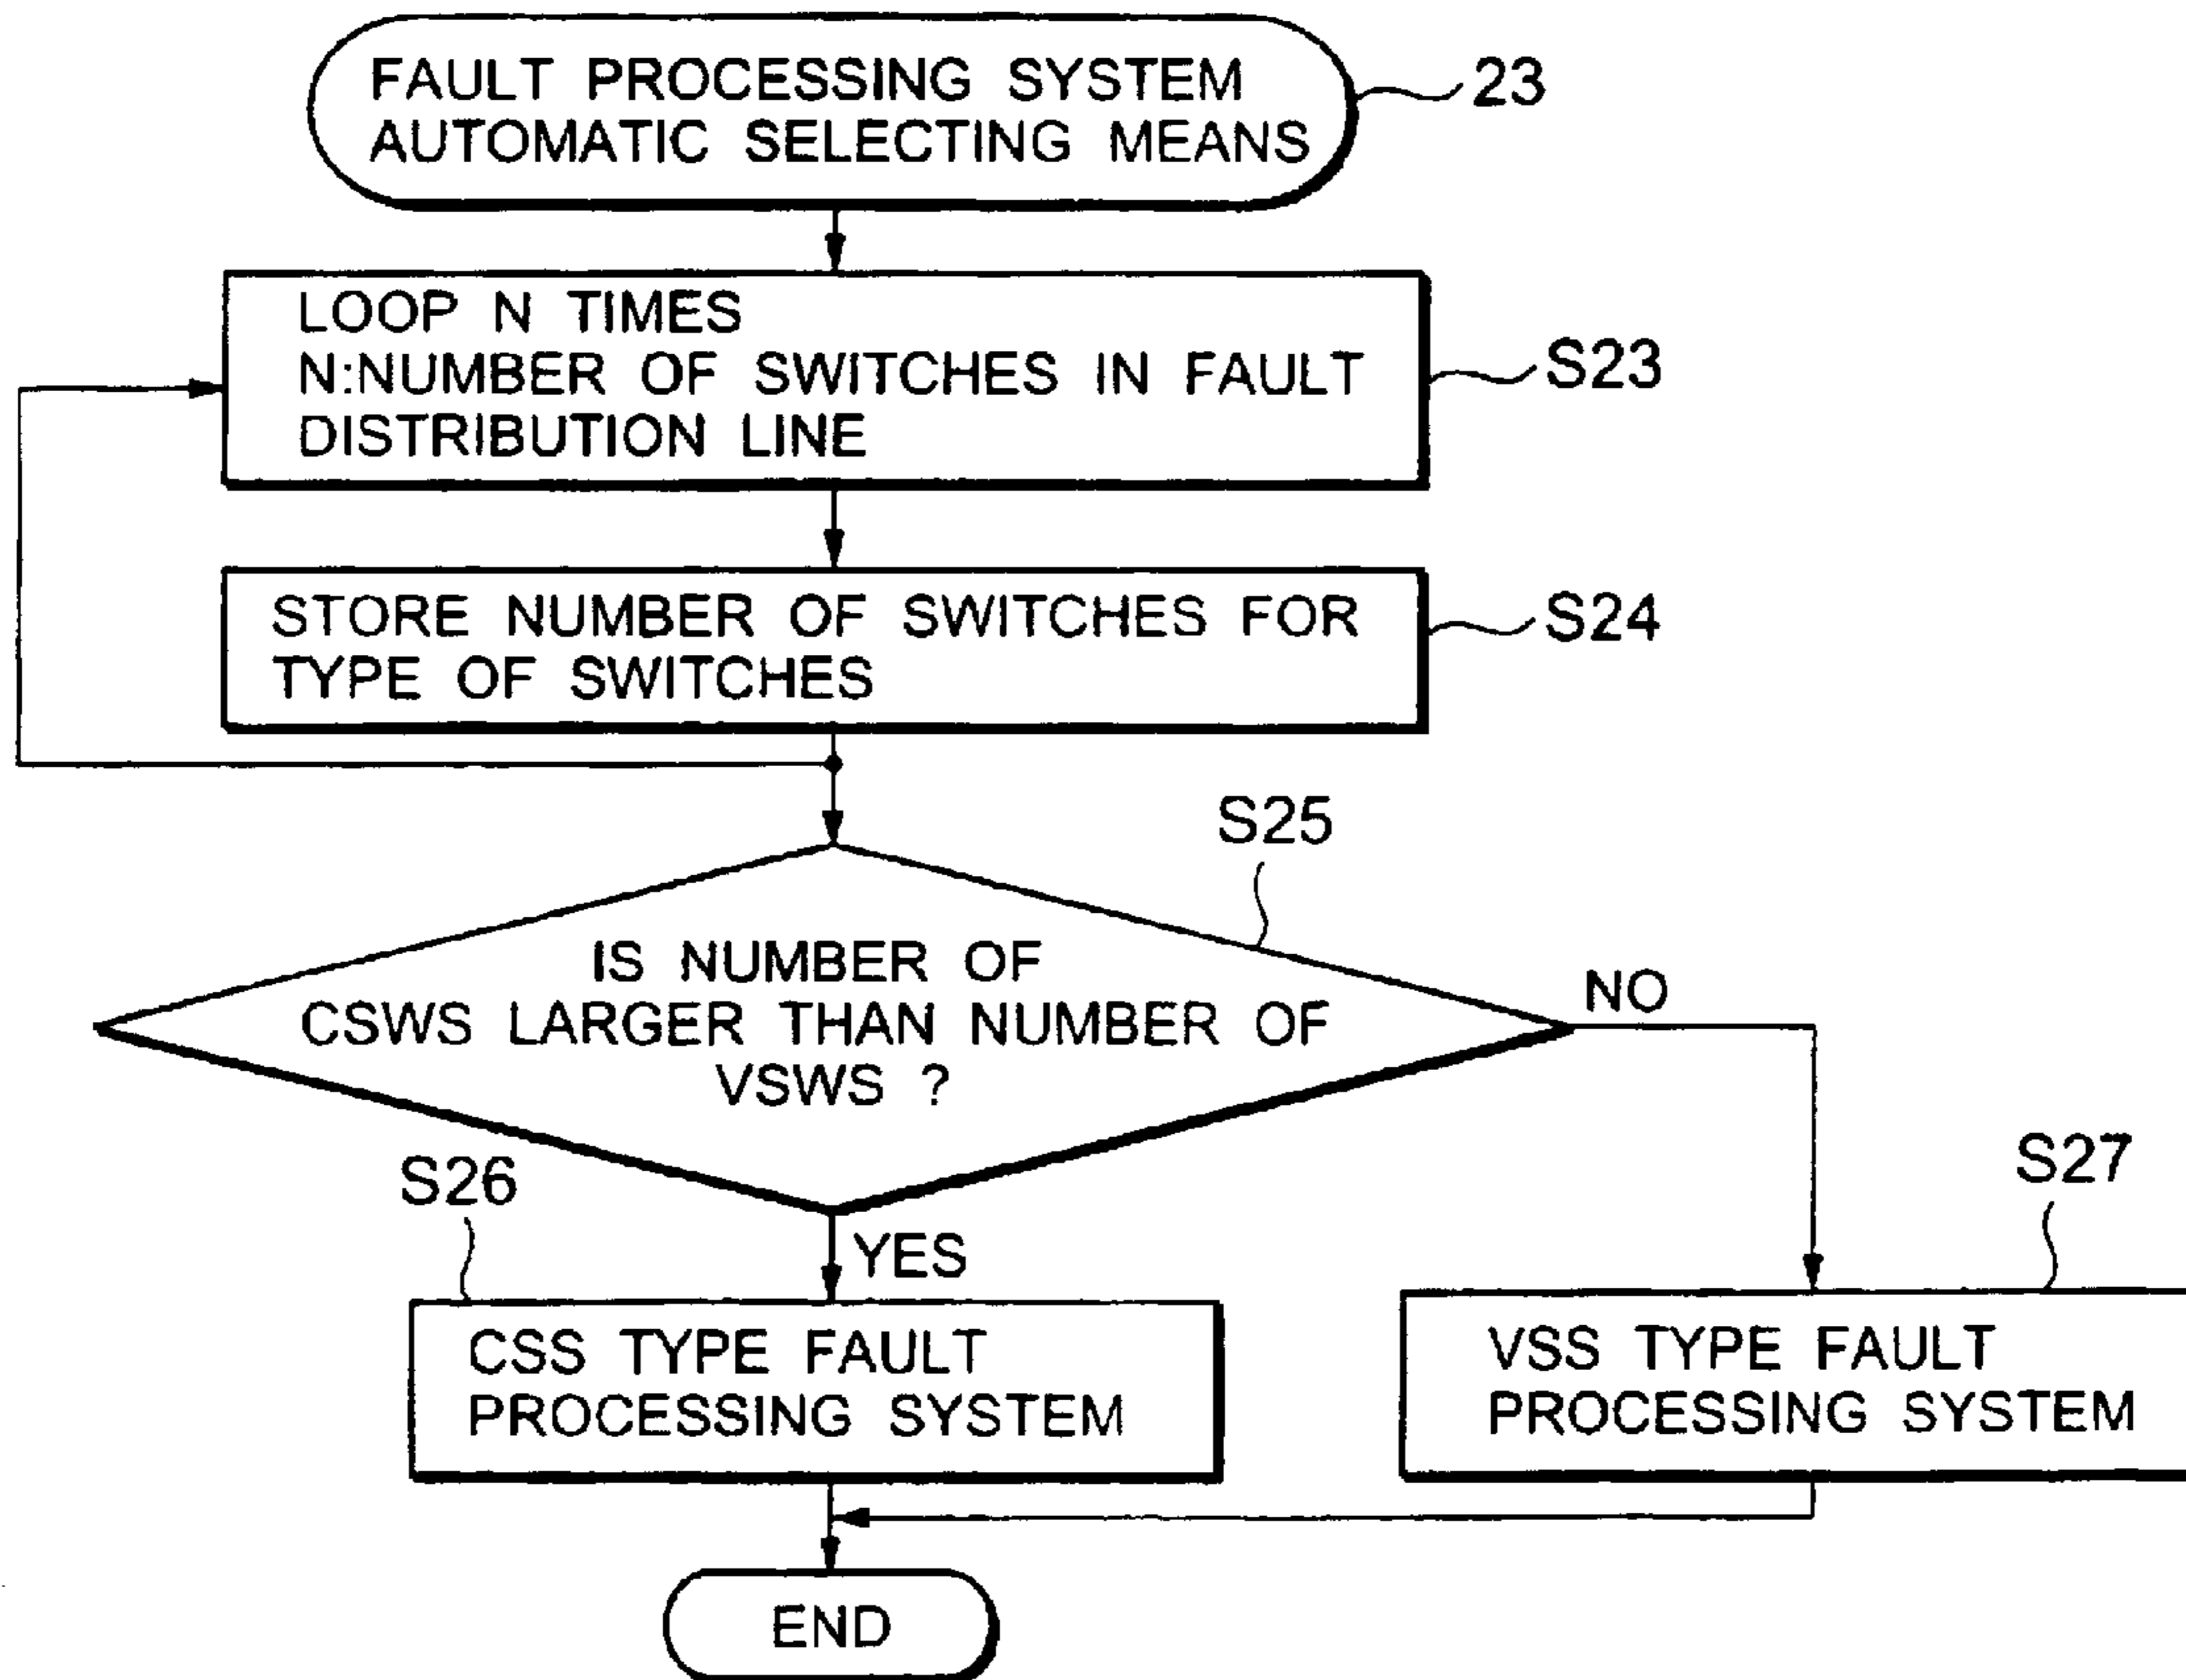 FAULT PROCESSING SYSTEM
AUTOMATIC SELECTING MEANS
23
LOOP N TIMES
N:NUMBER OF SWITCHES IN FAULT
DISTRIBUTION LINE
S23
STORE NUMBER OF SWITCHES FOR
TYPE OF SWITCHES
S24
S25
IS NUMBER OF
CSWS LARGER THAN NUMBER OF
VSWS ?
NO
YES
S26
CSS TYPE FAULT
PROCESSING SYSTEM
S27
VSS TYPE FAULT
PROCESSING SYSTEM
END